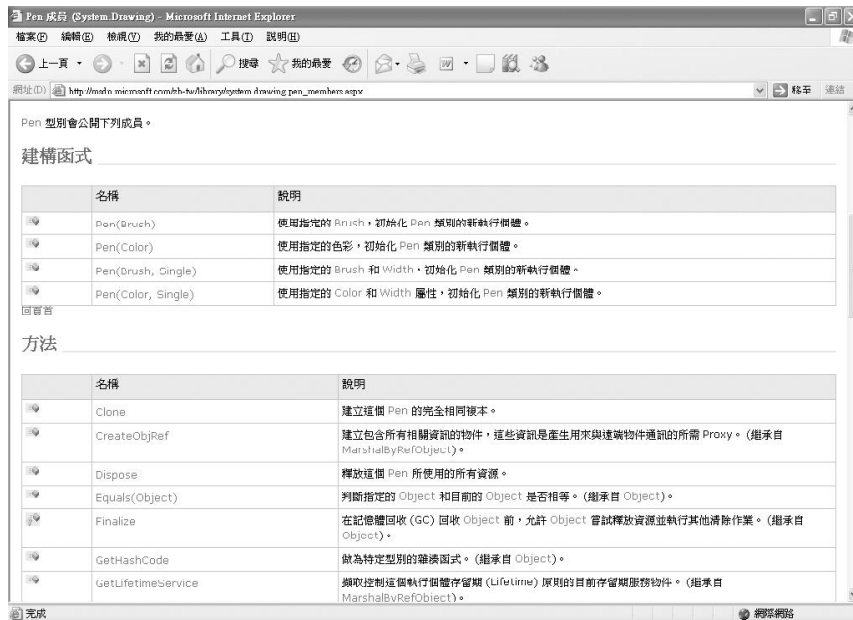 Pen 成員 (System.Drawing) - Microsoft Internet Explorer
檔案(F) 編輯(E) 檢視(V) 我的最愛(A) 工具(T) 說明(H)
上一頁 搜尋 我的最愛
網址(D) http://msdn.microsoft.com/zh-tw/library/system.drawing.pen_members.aspx 移至 連結
Pen 型別會公開下列成員。
建構函式
名稱 說明
Pen(Brush) 使用指定的 Brush，初始化 Pen 類別的新執行個體。
Pen(Color) 使用指定的色彩，初始化 Pen 類別的新執行個體。
Pen(Brush, Single) 使用指定的 Brush 和 Width，初始化 Pen 類別的新執行個體。
Pen(Color, Single) 使用指定的 Color 和 Width 屬性，初始化 Pen 類別的新執行個體。
回頁首
方法
名稱 說明
Clone 建立這個 Pen 的完全相同複本。
CreateObjRef 建立包含所有相關資訊的物件，這些資訊是產生用來與遠端物件通訊的所需 Proxy。 (繼承自
MarshalByRefObject)。
Dispose 釋放這個 Pen 所使用的所有資源。
Equals(Object) 判斷指定的 Object 和目前的 Object 是否相等。 (繼承自 Object)。
Finalize 在記憶體回收 (GC) 回收 Object 前，允許 Object 嘗試釋放資源並執行其他清除作業。 (繼承自
Object)。
GetHashCode 做為特定型別的雜湊函式。 (繼承自 Object)。
GetLifetimeService 擷取控制這個執行個體存留期 (Lifetime) 原則的目前存留期服務物件。 (繼承自
MarshalByRefObject)。
完成 網際網路